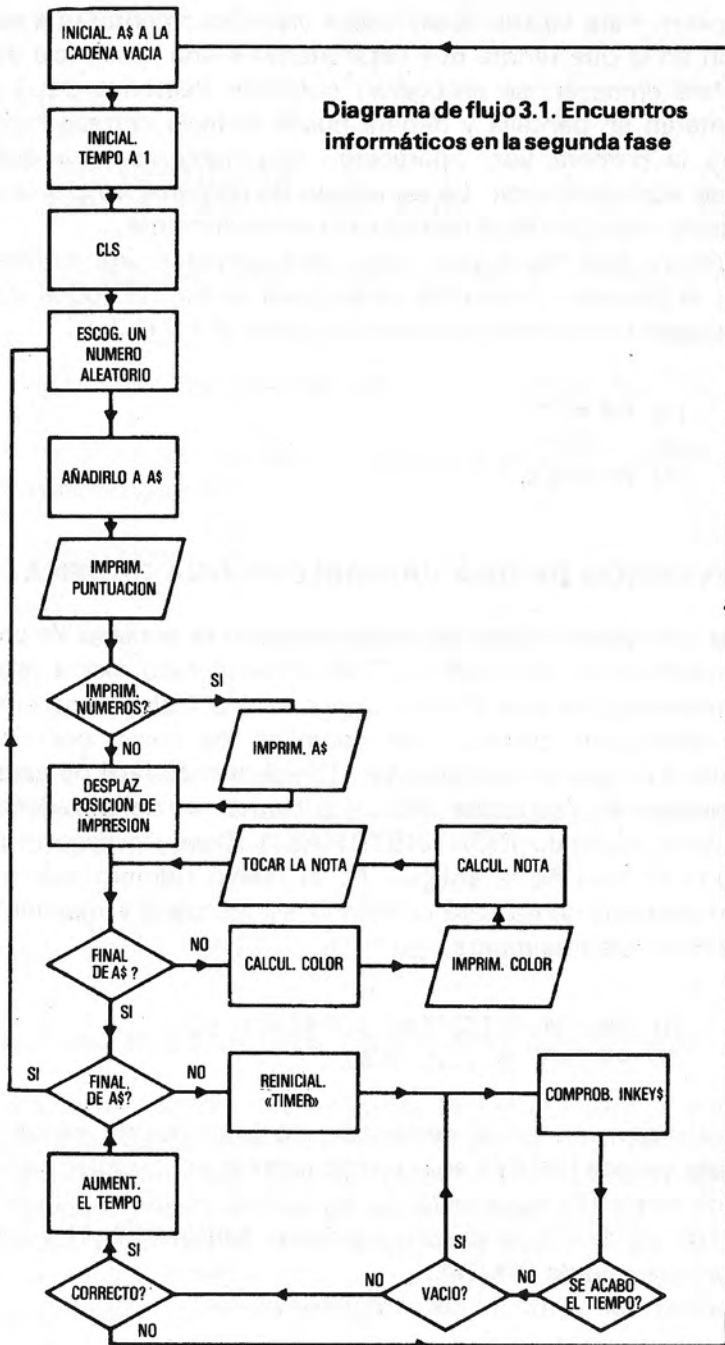 INICIAL. A$ A LA
CADENA VACIA
Diagrama de flujo 3.1. Encuentros
informáticos en la segunda fase
INICIAL.
TEMPO A 1
CLS
ESCOG. UN
NUMERO
ALEATORIO
AÑADIRLO A A$
IMPRIM.
PUNTUACION
IMPRIM.
NÚMEROS?
SI
NO
IMPRIM. A$
DESPLAZ.
POSICION DE
IMPRESION
TOCAR LA NOTA
CALCUL. NOTA
FINAL
DE A$ ?
NO
CALCUL. COLOR
IMPRIM. COLOR
SI
SI
FINAL.
DE A$?
NO
REINICIAL.
«TIMER»
COMPROB. INKEY$
AUMENT.
EL TEMPO
SI
SI
CORRECTO?
NO
VACIO?
NO
SE ACABO
EL TIEMPO?
NO